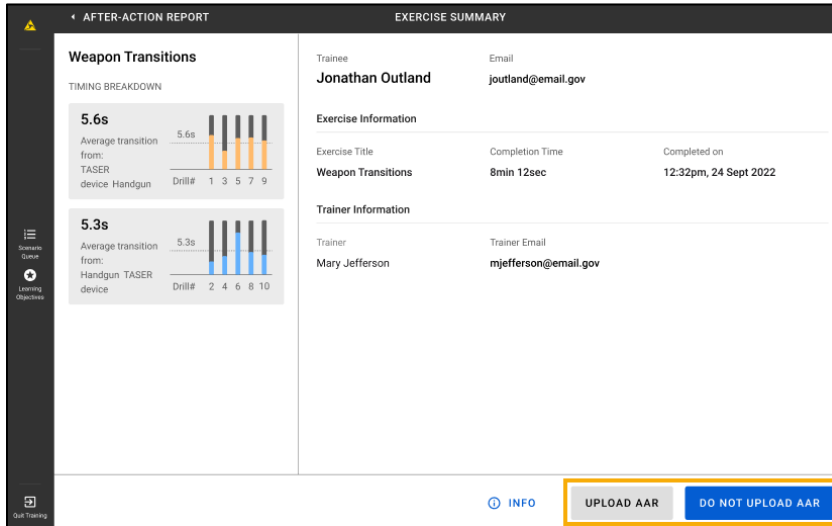 AFTER-ACTION REPORT
EXERCISE SUMMARY
Weapon Transitions
TIMING BREAKDOWN
5.6s
Average transition
from:
TASER
device Handgun
5.6s
Drill# 1 3 5 7 9
5.3s
Average transition
from:
Handgun TASER
device
5.3s
Drill# 2 4 6 8 10
Trainee
Jonathan Outland
Email
joutland@email.gov
Exercise Information
Exercise Title
Weapon Transitions
Completion Time
8min 12sec
Completed on
12:32pm, 24 Sept 2022
Trainer Information
Trainer
Mary Jefferson
Trainer Email
mjefferson@email.gov
Scenario
Queue
Learning
Objectives
Quit Training
INFO
UPLOAD AAR
DO NOT UPLOAD AAR